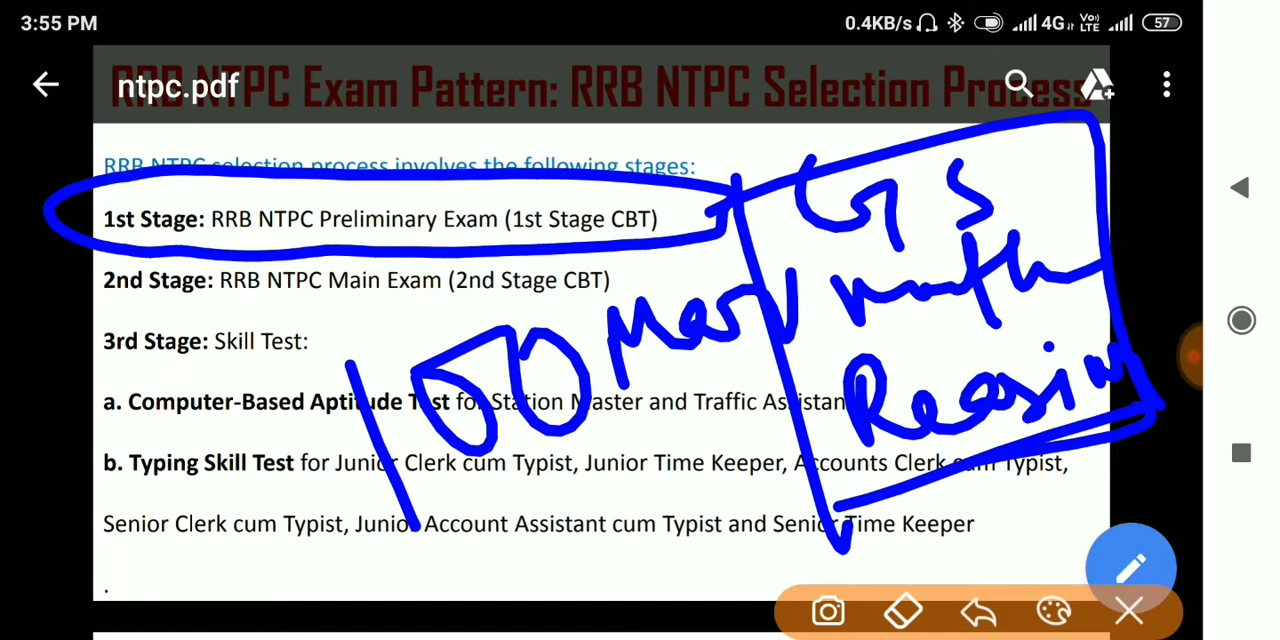 3:55 PM 0.4KB/s 4G Vo) LTE 57
ntpc.pdf
RRB NTPC Exam Pattern: RRB NTPC Selection Process
RRB NTPC selection process involves the following stages:
1st Stage: RRB NTPC Preliminary Exam (1st Stage CBT)
GS
2nd Stage: RRB NTPC Main Exam (2nd Stage CBT)
math
100
3rd Stage: Skill Test:
a. Computer-Based Aptitude Test for Station Master and Traffic Assistant
b. Typing Skill Test for Junior Clerk cum Typist, Junior Time Keeper, Accounts Clerk cum Typist,
Senior Clerk cum Typist, Junior Account Assistant cum Typist and Senior Time Keeper
.